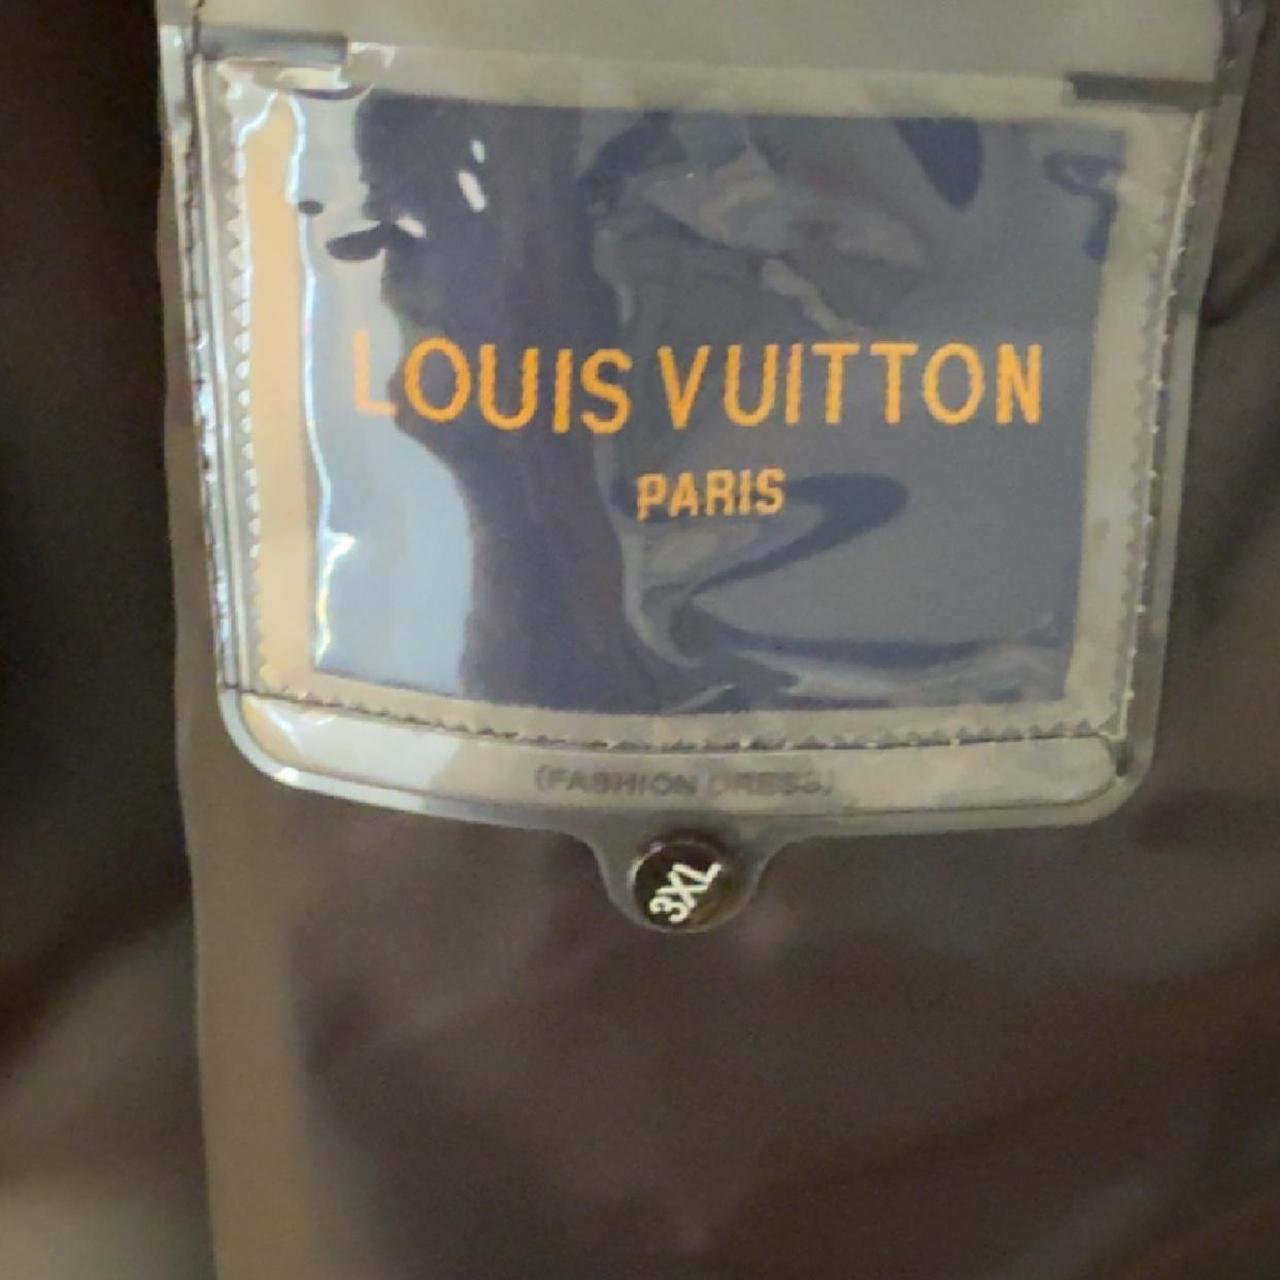 LOUIS VUITTON
PARIS
(FASHION DRESS)
3XL